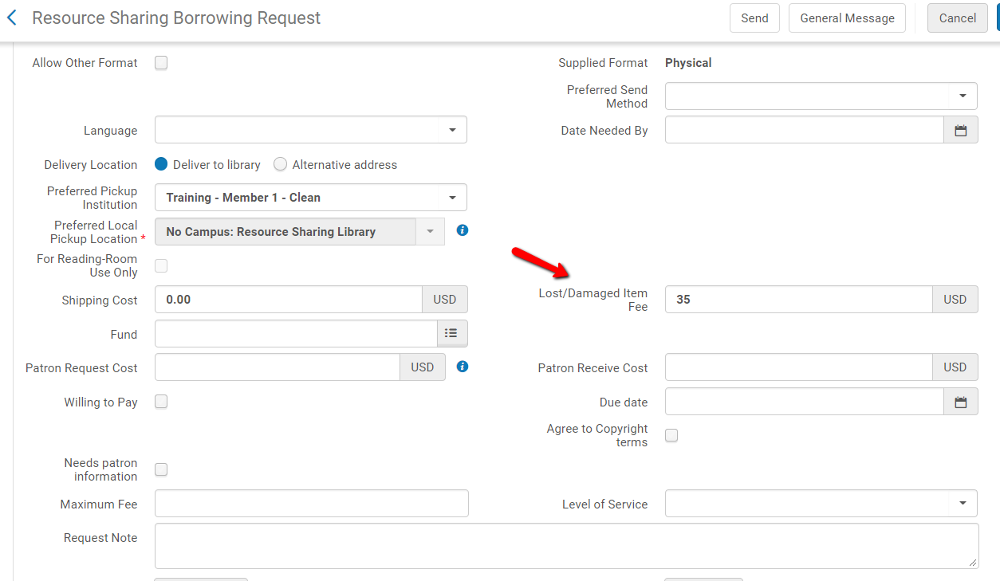 Resource Sharing Borrowing Request
Send
General Message
Cancel
Allow Other Format
Supplied Format
Physical
Preferred Send
Method
Language
Date Needed By
Delivery Location
Deliver to library
Alternative address
Preferred Pickup
Institution
Training - Member 1 - Clean
Preferred Local
Pickup Location *
No Campus: Resource Sharing Library
For Reading-Room
Use Only
Shipping Cost
0.00
USD
Lost/Damaged Item
Fee
35
USD
Fund
Patron Request Cost
USD
Patron Receive Cost
USD
Willing to Pay
Due date
Agree to Copyright
terms
Needs patron
information
Maximum Fee
Level of Service
Request Note